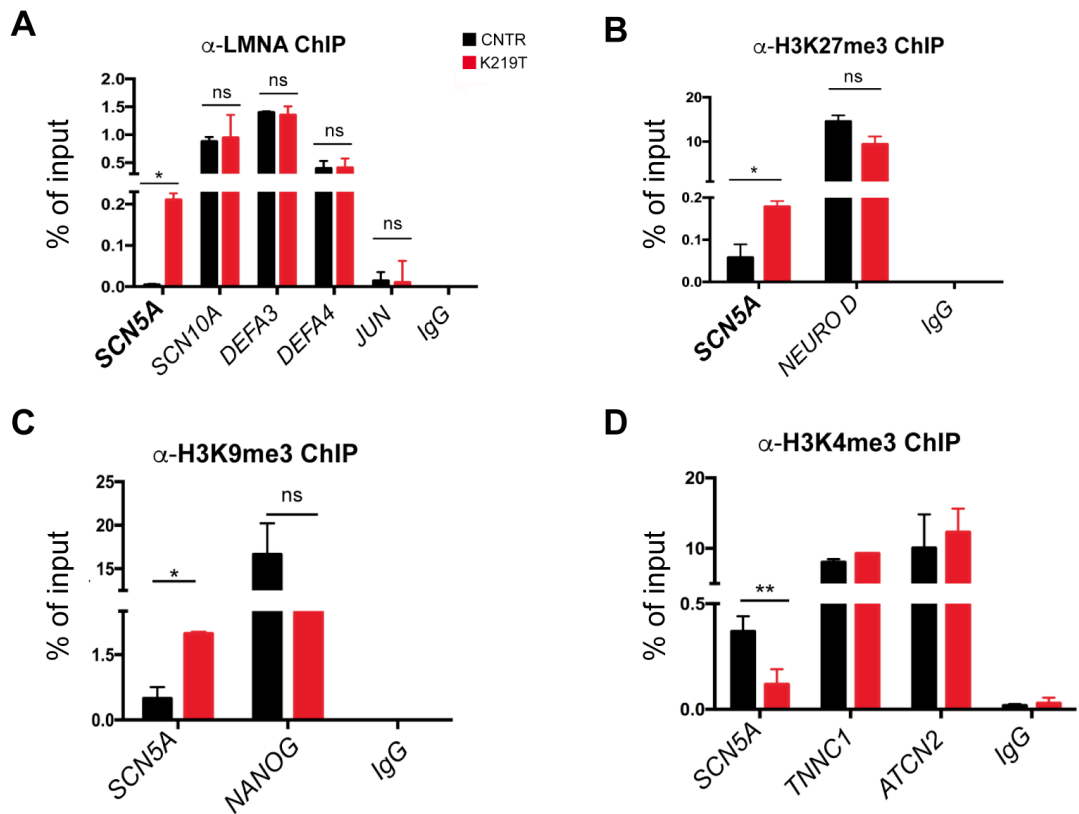 A
α-LMNA ChIP
CNTR
K219T
% of input
2.0
1.5
1.0
0.5
0.2
0.1
0.0
*
ns
ns
ns
ns
SCN5A
SCN10A
DEFA3
DEFA4
JUN
IgG
B
α-H3K27me3 ChIP
% of input
20
10
0.2
0.1
0.0
*
ns
SCN5A
NEURO D
IgG
C
α-H3K9me3 ChIP
% of input
25
20
15
1.5
0.0
*
ns
SCN5A
NANOG
IgG
D
α-H3K4me3 ChIP
% of input
20
10
0.5
0.0
**
SCN5A
TNNC1
ATCN2
IgG